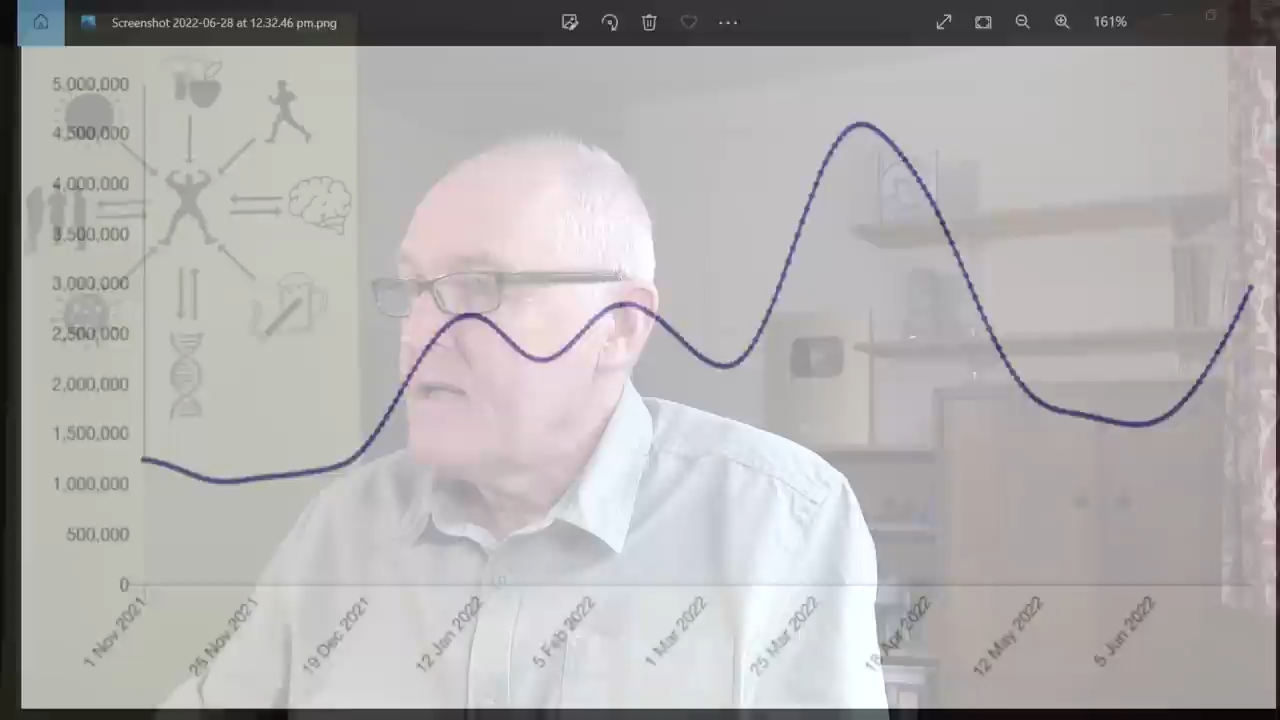 Screenshot 2022-06-28 at 12.32.46 pm.png
161%
5,000,000
4,500,000
4,000,000
3,500,000
3,000,000
2,500,000
2,000,000
1,500,000
1,000,000
500,000
0
1 Nov 2021
25 Nov 2021
19 Dec 2021
12 Jan 2022
5 Feb 2022
1 Mar 2022
25 Mar 2022
18 Apr 2022
12 May 2022
5 Jun 2022